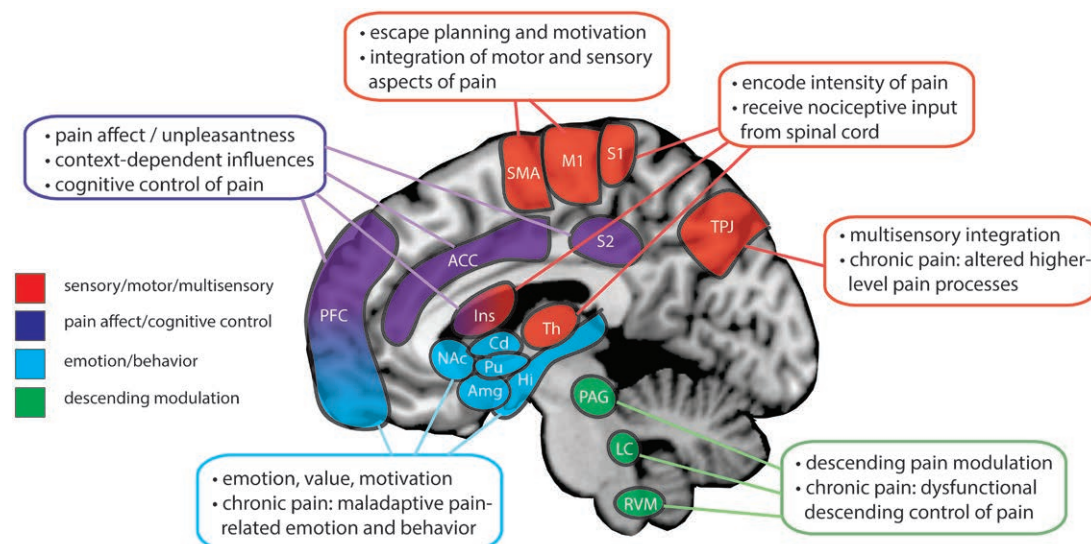 • escape planning and motivation
• integration of motor and sensory
aspects of pain
• encode intensity of pain
• receive nociceptive input
from spinal cord
• pain affect / unpleasantness
• context-dependent influences
• cognitive control of pain
SMA
M1
S1
TPJ
S2
ACC
PFC
Ins
Th
• multisensory integration
• chronic pain: altered higher-
level pain processes
sensory/motor/multisensory
pain affect/cognitive control
emotion/behavior
descending modulation
NAc
Cd
Pu
Amg
Hi
PAG
LC
RVM
• emotion, value, motivation
• chronic pain: maladaptive pain-
related emotion and behavior
• descending pain modulation
• chronic pain: dysfunctional
descending control of pain